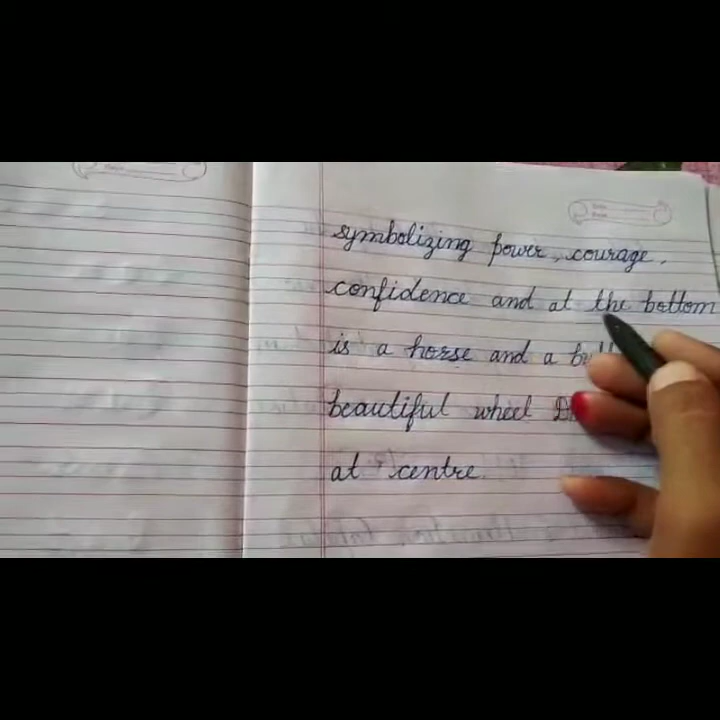 symbolizing power, courage,
confidence and at the bottom
is a horse and a
beautiful wheel
at centre.